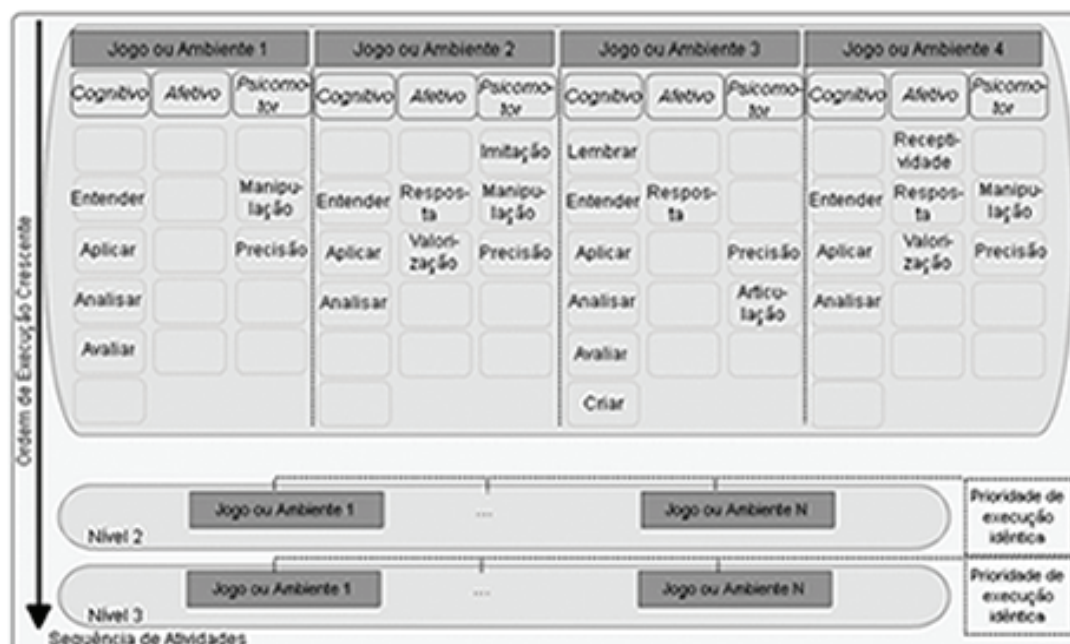 Ordem de Execução Crescente
Jogo ou Ambiente 1
Jogo ou Ambiente 2
Jogo ou Ambiente 3
Jogo ou Ambiente 4
Cognitivo Afetivo Psicomo-
tor
Cognitivo Afetivo Psicomo-
tor
Cognitivo Afetivo Psicomo-
tor
Cognitivo Afetivo Psicomo-
tor
Imitação Lembrar Recepti-
vidade
Entender Manipu-
lação
Entender Respos-
ta
Manipu-
lação
Entender Respos-
ta
Entender Respos-
ta
Manipu-
lação
Aplicar Precisão Aplicar Valori-
zação
Precisão Aplicar Precisão Aplicar Valori-
zação
Precisão
Analisar Analisar Analisar Articu-
lação
Analisar
Avaliar Avaliar
Criar
Jogo ou Ambiente 1 ... Jogo ou Ambiente N
Nível 2
Prioridade de
execução
idêntica
Jogo ou Ambiente 1 ... Jogo ou Ambiente N
Nível 3
Prioridade de
execução
idêntica
Sequência de Atividades